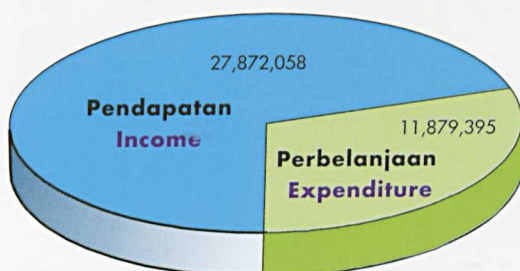 27,872,058
Pendapatan
Income
11,879,395
Perbelanjaan
Expenditure